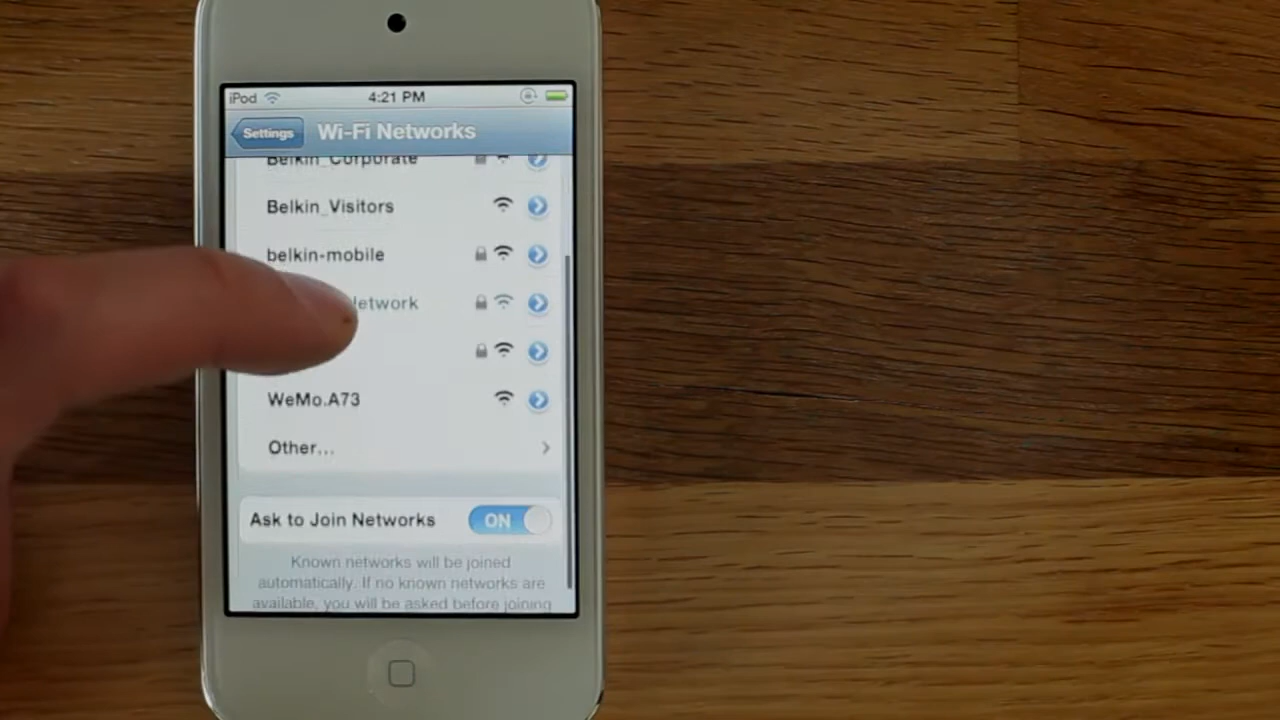 iPod 4:21 PM
Settings Wi-Fi Networks
Belkin_Corporate
Belkin_Visitors
belkin-mobile
etwork
WeMo.A73
Other...
Ask to Join Networks ON
Known networks will be joined
automatically. If no known networks are
available, you will be asked before joining